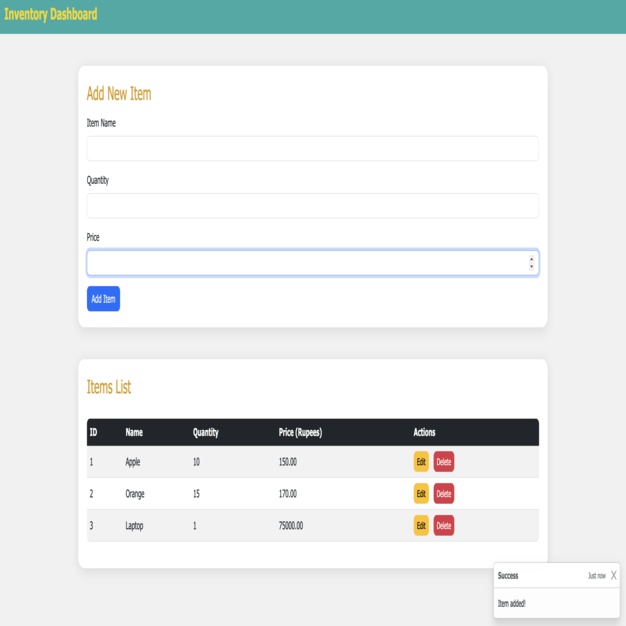 Inventory Dashboard
Add New Item
Item Name
Quantity
Price
Add Item
Items List
ID Name Quantity Price (Rupees) Actions
1 Apple 10 150.00 Edit Delete
2 Orange 15 170.00 Edit Delete
3 Laptop 1 75000.00 Edit Delete
Success Just now X
Item added!